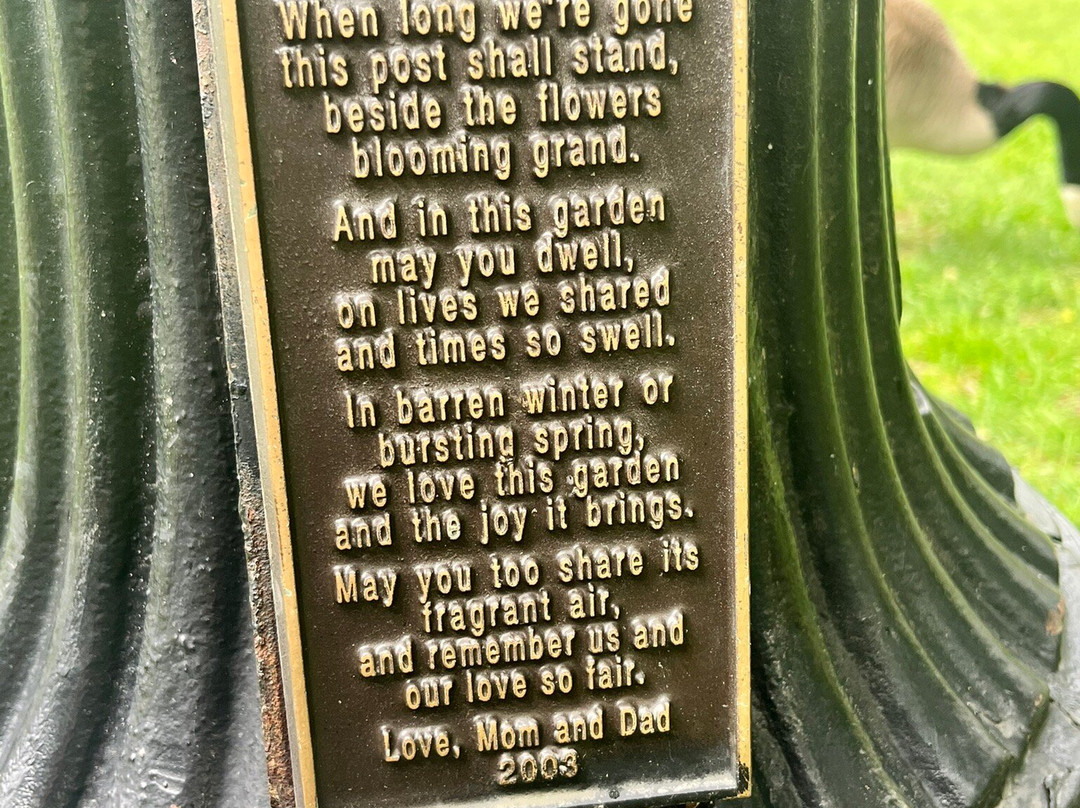 When long we're gone
this post shall stand,
beside the flowers
blooming grand.
And in this garden
may you dwell,
on lives we shared
and times so swell.
In barren winter or
bursting spring,
we love this garden
and the joy it brings.
May you too share its
fragrant air,
and remember us and
our love so fair.
Love, Mom and Dad
2003